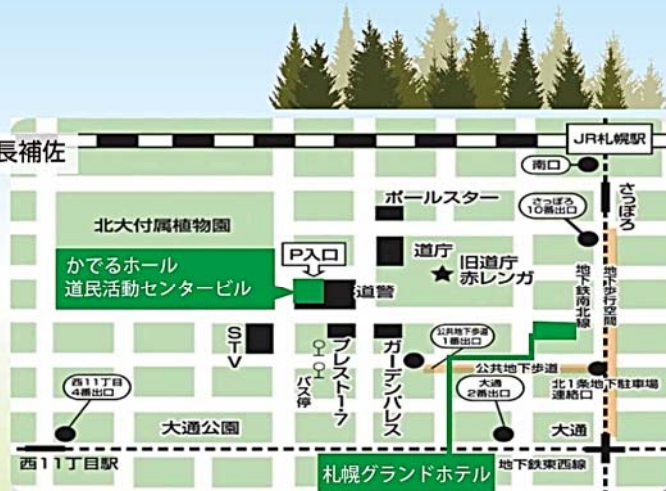 長補佐
JR札幌駅
南口
さっぽろ
ポールスター
さっぽろ
10番出口
北大付属植物園
P入口
道庁
旧道庁
赤レンガ
かでるホール
道民活動センタービル
道警
地下鉄南北線
地下歩行空間
STV
バス停
プレスト1・7
ガーデンパレス
公共地下歩道
1番出口
公共地下歩道
北1条地下駐車場
連絡口
西11丁目
4番出口
大通
2番出口
大通公園
大通
西11丁目駅
札幌グランドホテル
地下鉄東西線